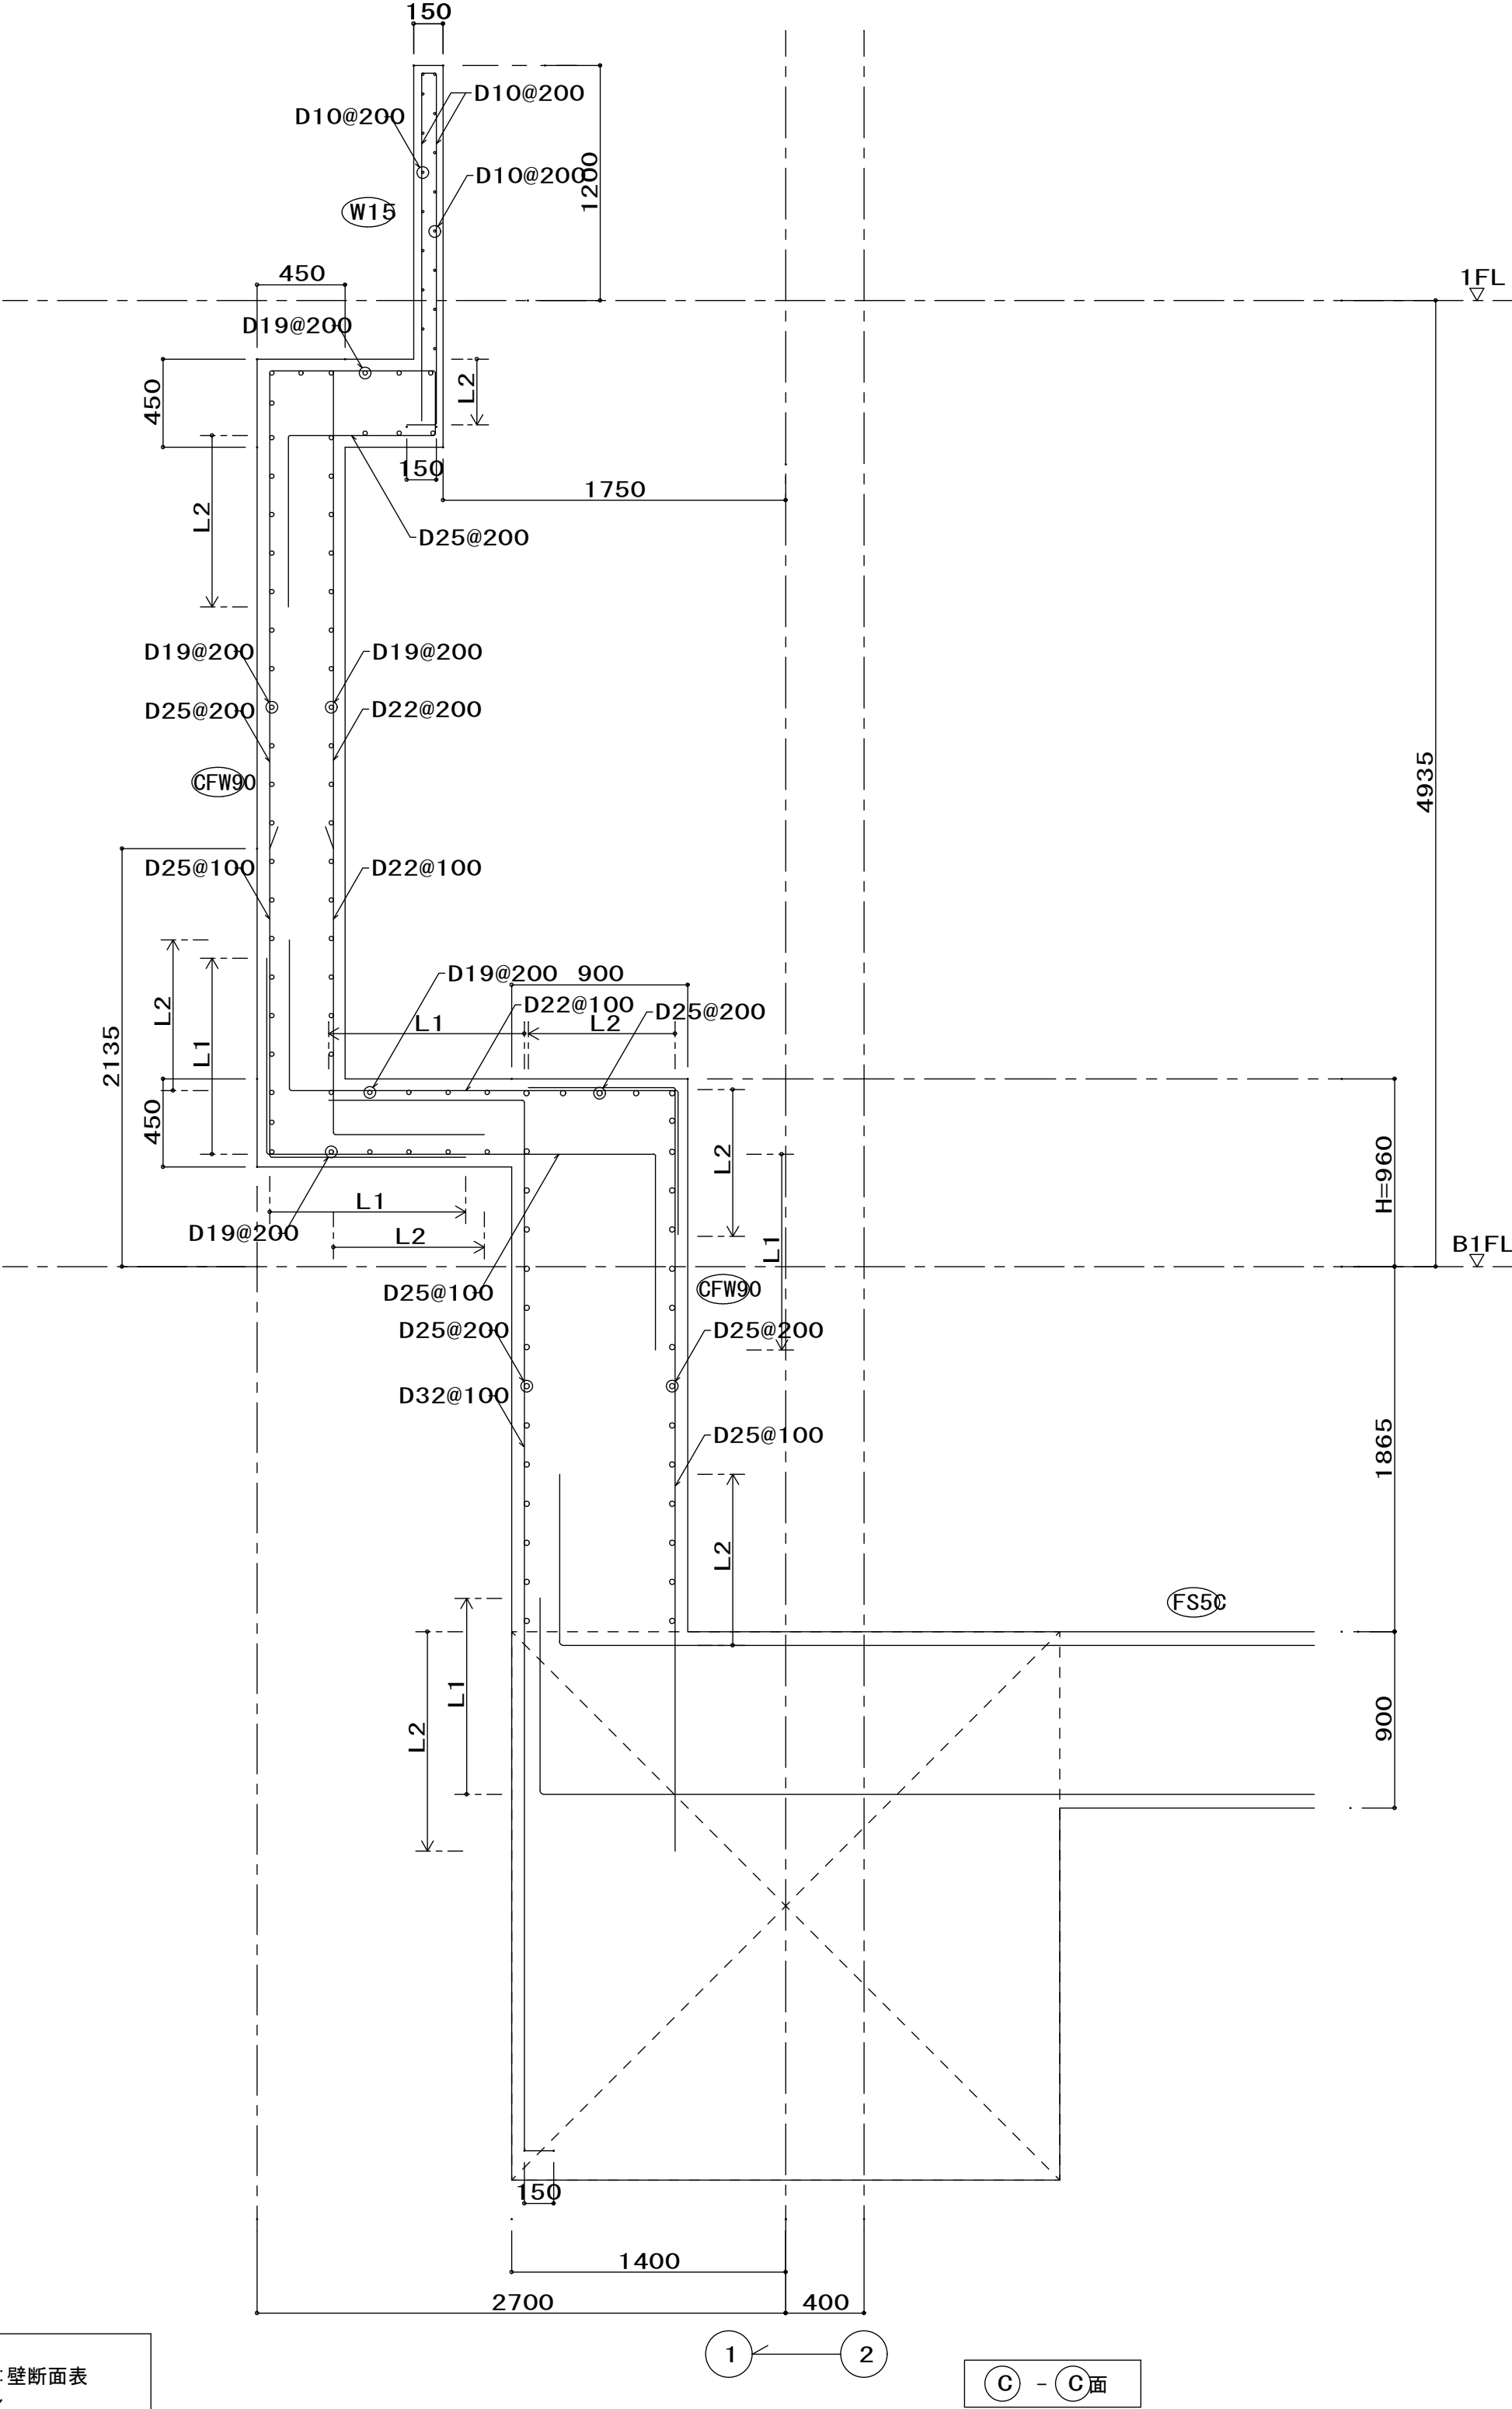 150
D10@200
D10@200
D10@200
1200
W15
450
1FL
D19@200
450
L2
150
1750
L2
D25@200
D19@200
D19@200
D25@200
D22@200
CFW90
4935
D25@100
D22@100
D19@200
900
D22@100
D25@200
L1
L2
L2
L1
2135
450
L2
H=960
L1
D19@200
L2
L1
B1FL
D25@100
CFW90
D25@200
D25@200
D32@100
D25@100
1865
L2
FS5C
L1
L2
900
150
1400
2700
400
1
2
C - C面
壁断面表